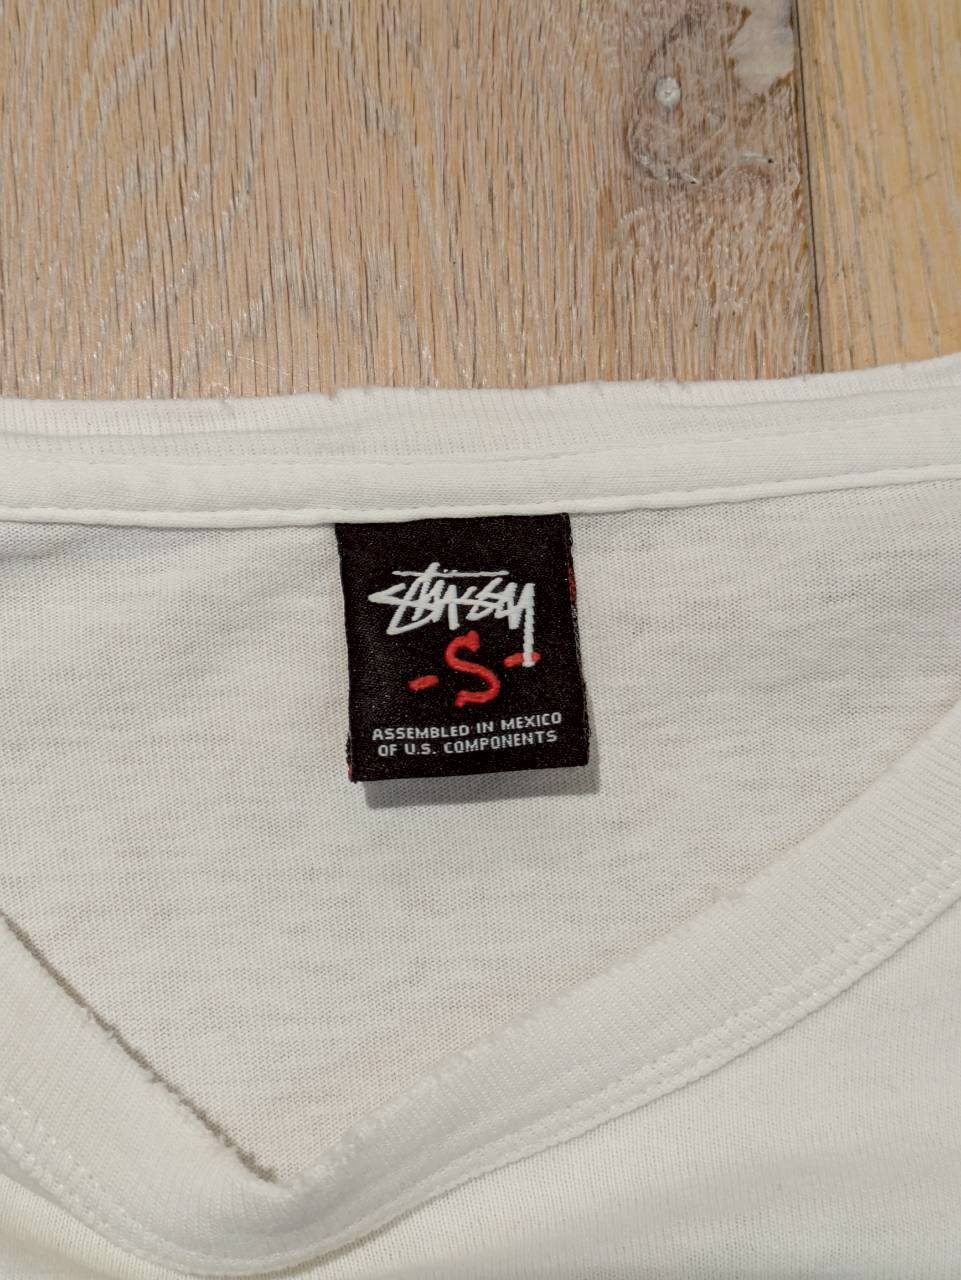 STÜSSY
-S-
ASSEMBLED IN MEXICO
OF U.S. COMPONENTS